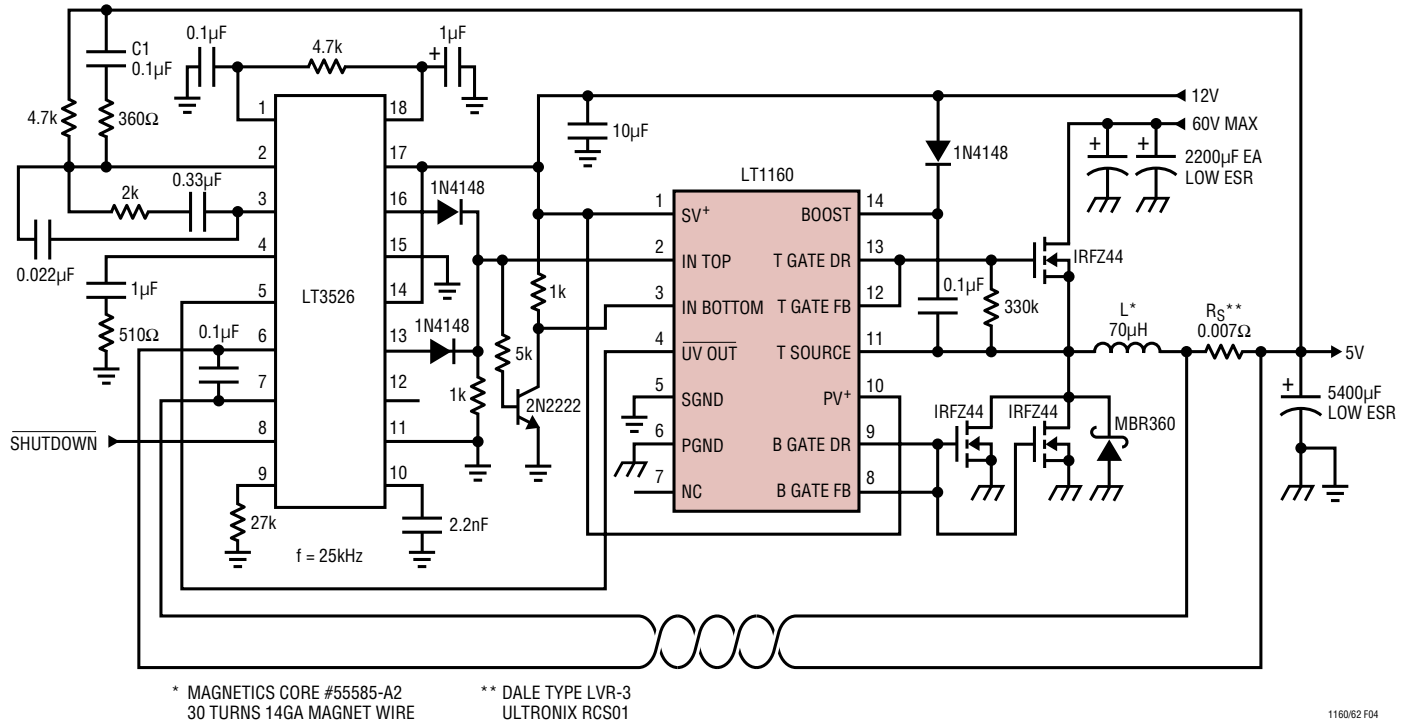 C1
0.1µF
4.7k
360Ω
0.1µF
4.7k
+
1µF
1
2
3
4
5
6
7
8
9
18
17
16
15
14
13
12
11
10
LT3526
2k
0.33µF
0.022µF
1µF
510Ω
0.1µF
SHUTDOWN
27k
f = 25kHz
2.2nF
1N4148
1N4148
1k
5k
1k
2N2222
10µF
LT1160
1
2
3
4
5
6
7
SV+
IN TOP
IN BOTTOM
UV OUT
SGND
PGND
NC
BOOST
T GATE DR
T GATE FB
T SOURCE
PV+
B GATE DR
B GATE FB
14
13
12
11
10
9
8
1N4148
0.1µF
330k
12V
60V MAX
+
+
2200µF EA
LOW ESR
IRFZ44
L*
70µH
RS**
0.007Ω
5V
IRFZ44
IRFZ44
MBR360
+
5400µF
LOW ESR
* MAGNETICS CORE #55585-A2
30 TURNS 14GA MAGNET WIRE
** DALE TYPE LVR-3
ULTRONIX RCS01
1160/62 F04